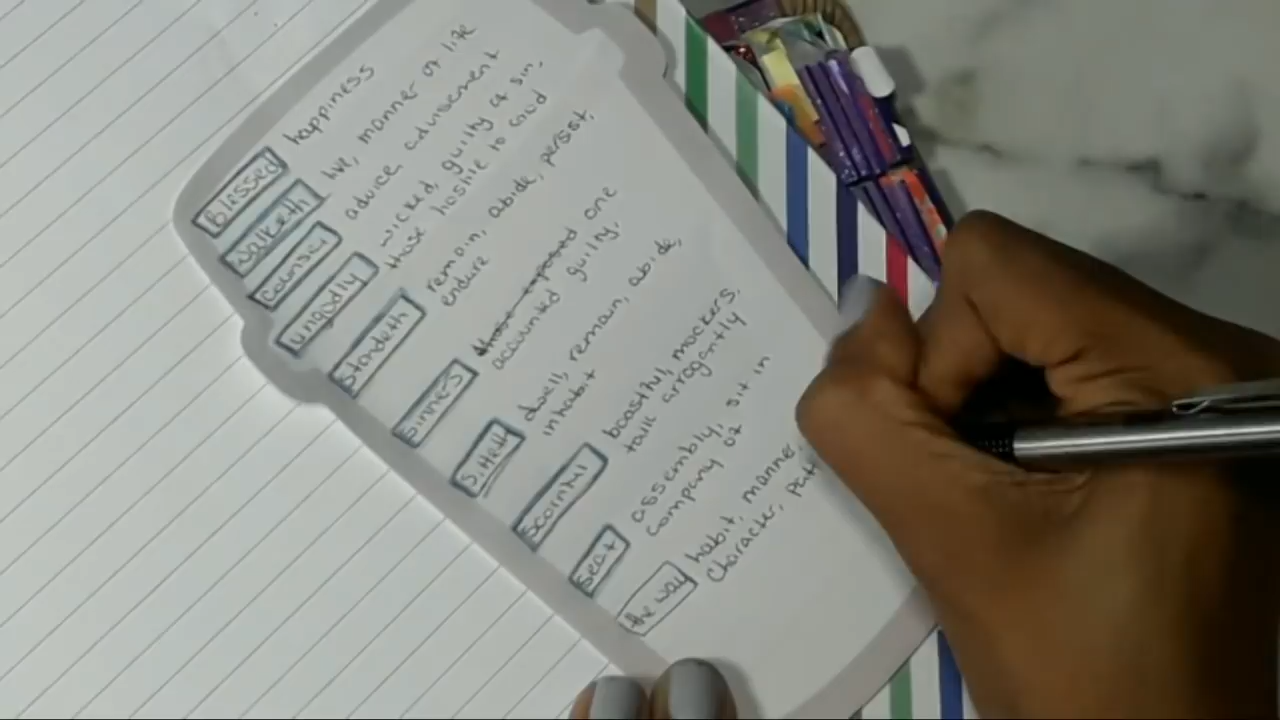 Blessed happiness
walketh live, manner of life
counsel advice, advisement
ungodly wicked, guilty of sin,
those hostile to God
standeth remain, abide, persist,
endure
sinners those exposed one
accounted guilty,
sitteth dwell, remain, abide,
inhabit
scornful boastful, mockers,
talk arrogantly
seat assembly, sit in
company of
the way habit, manner,
character,